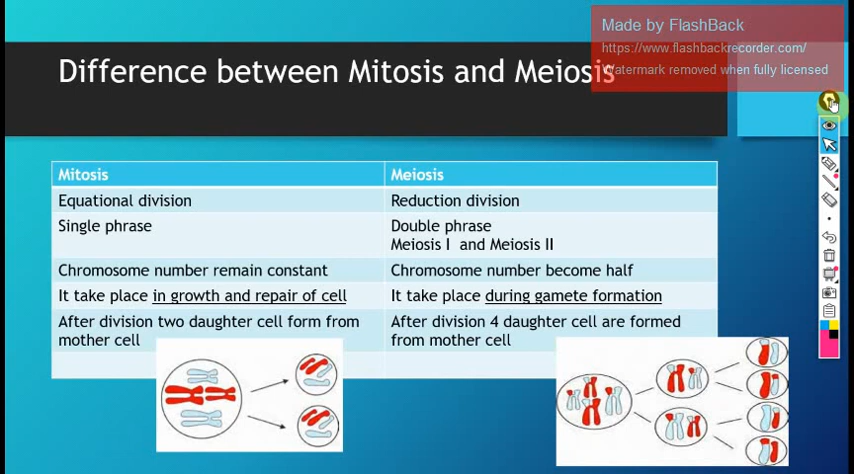 Made by FlashBack
https://www.flashbackrecorder.com/
Watermark removed when fully licensed
Difference between Mitosis and Meiosis
Mitosis
Meiosis
Equational division
Reduction division
Single phrase
Double phrase
Meiosis I and Meiosis II
Chromosome number remain constant
Chromosome number become half
It take place in growth and repair of cell
It take place during gamete formation
After division two daughter cell form from
mother cell
After division 4 daughter cell are formed
from mother cell